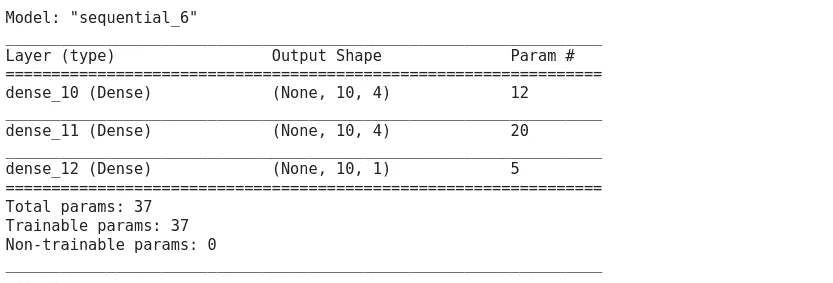 Model: "sequential_6"
Layer (type) Output Shape Param #
dense_10 (Dense) (None, 10, 4) 12
dense_11 (Dense) (None, 10, 4) 20
dense_12 (Dense) (None, 10, 1) 5
Total params: 37
Trainable params: 37
Non-trainable params: 0